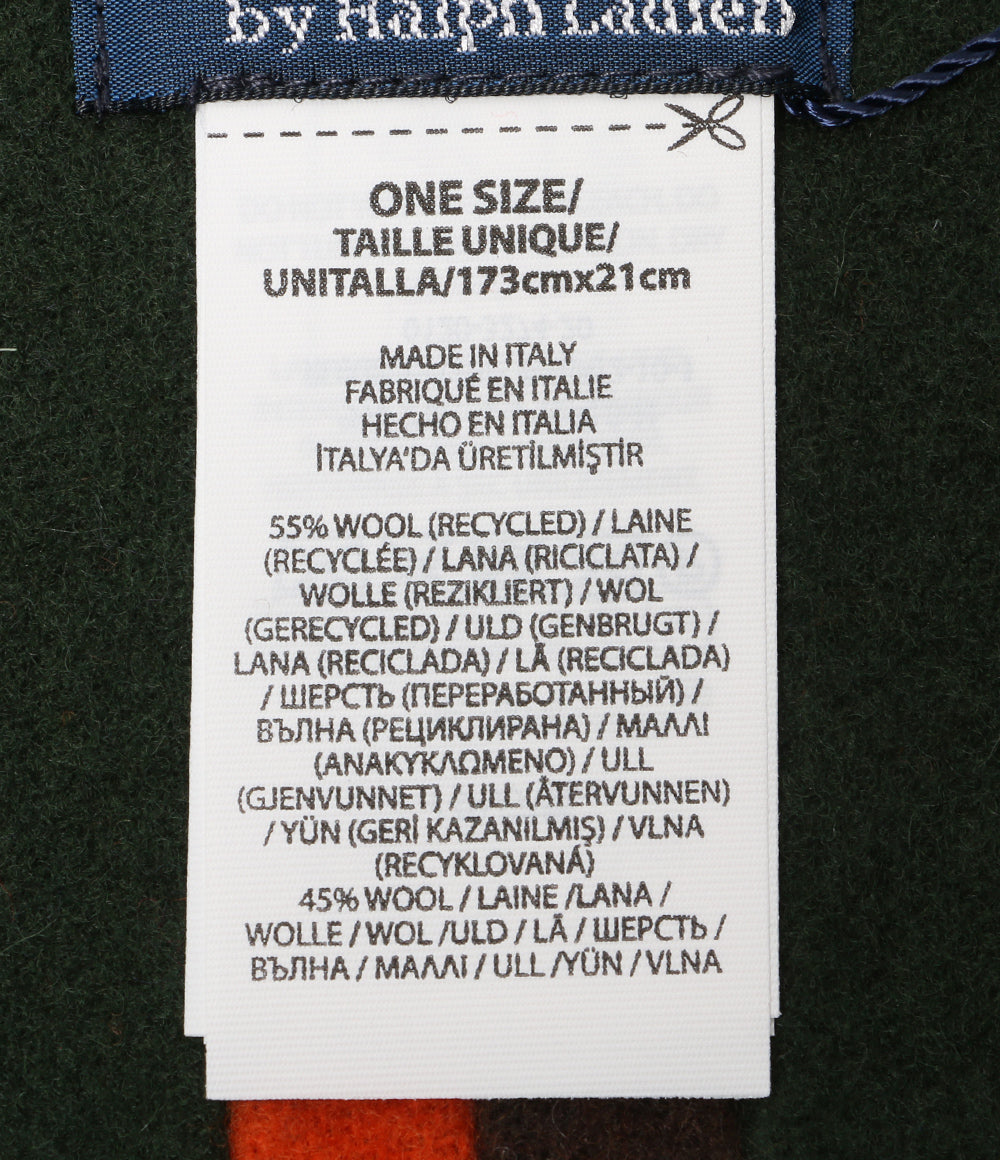 by Ralph Lauren
ONE SIZE/
TAILLE UNIQUE/
UNITALLA/173cmx21cm
MADE IN ITALY
FABRIQUÉ EN ITALIE
HECHO EN ITALIA
İTALYA'DA ÜRETİLMİŞTİR
55% WOOL (RECYCLED) / LAINE
(RECYCLÉE) / LANA (RICICLATA) /
WOLLE (REZIKLIERT) / WOL
(GERECYCLED) / ULD (GENBRUGT) /
LANA (RECICLADA) / LÃ (RECICLADA)
/ ШЕРСТЬ (ПЕРЕРАБОТАННЫЙ) /
ВЪЛНА (РЕЦИКЛИРАНА) / ΜΑΛΛΙ
(ΑΝΑΚΥΚΛΩΜΕΝΟ) / ULL
(GJENVUNNET) / ULL (ÅTERVUNNEN)
/ YÜN (GERİ KAZANILMIŞ) / VLNA
(RECYKLOVANÁ)
45% WOOL / LAINE /LANA /
WOLLE / WOL /ULD / LÃ / ШЕРСТЬ /
ВЪЛНА / ΜΑΛΛΙ / ULL /YÜN / VLNA